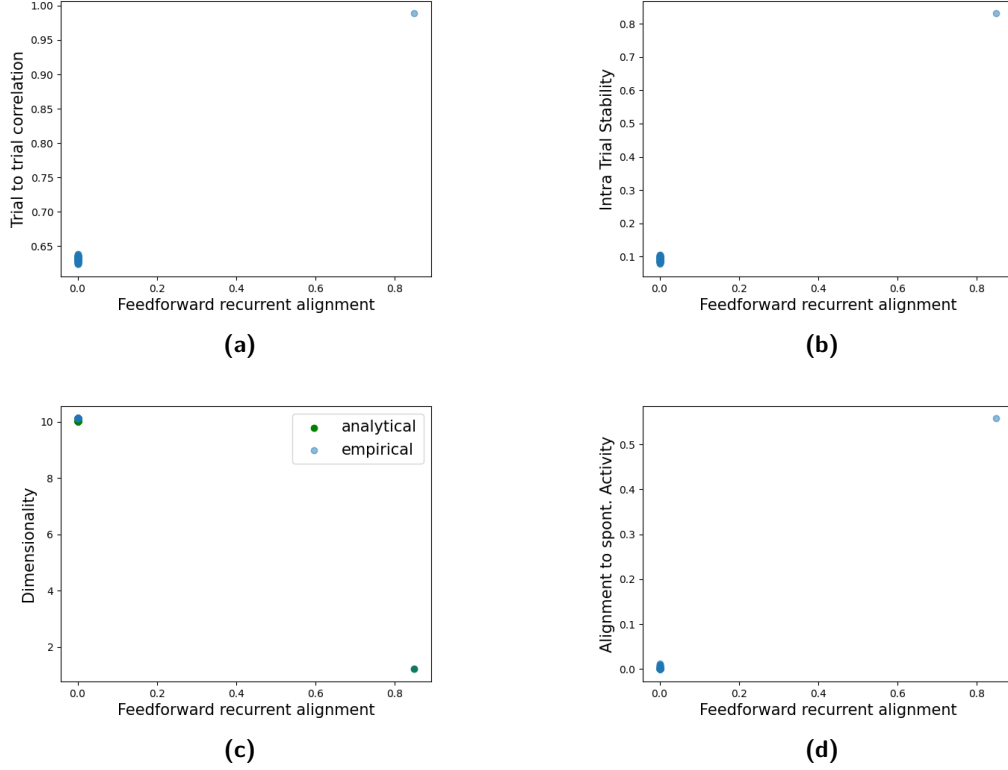 Trial to trial correlation
1.00
0.95
0.90
0.85
0.80
0.75
0.70
0.65
0.0 0.2 0.4 0.6 0.8
Feedforward recurrent alignment
(a)
Intra Trial Stability
0.8
0.7
0.6
0.5
0.4
0.3
0.2
0.1
0.0 0.2 0.4 0.6 0.8
Feedforward recurrent alignment
(b)
Dimensionality
10
8
6
4
2
analytical
empirical
0.0 0.2 0.4 0.6 0.8
Feedforward recurrent alignment
(c)
Alignment to spont. Activity
0.5
0.4
0.3
0.2
0.1
0.0
0.0 0.2 0.4 0.6 0.8
Feedforward recurrent alignment
(d)